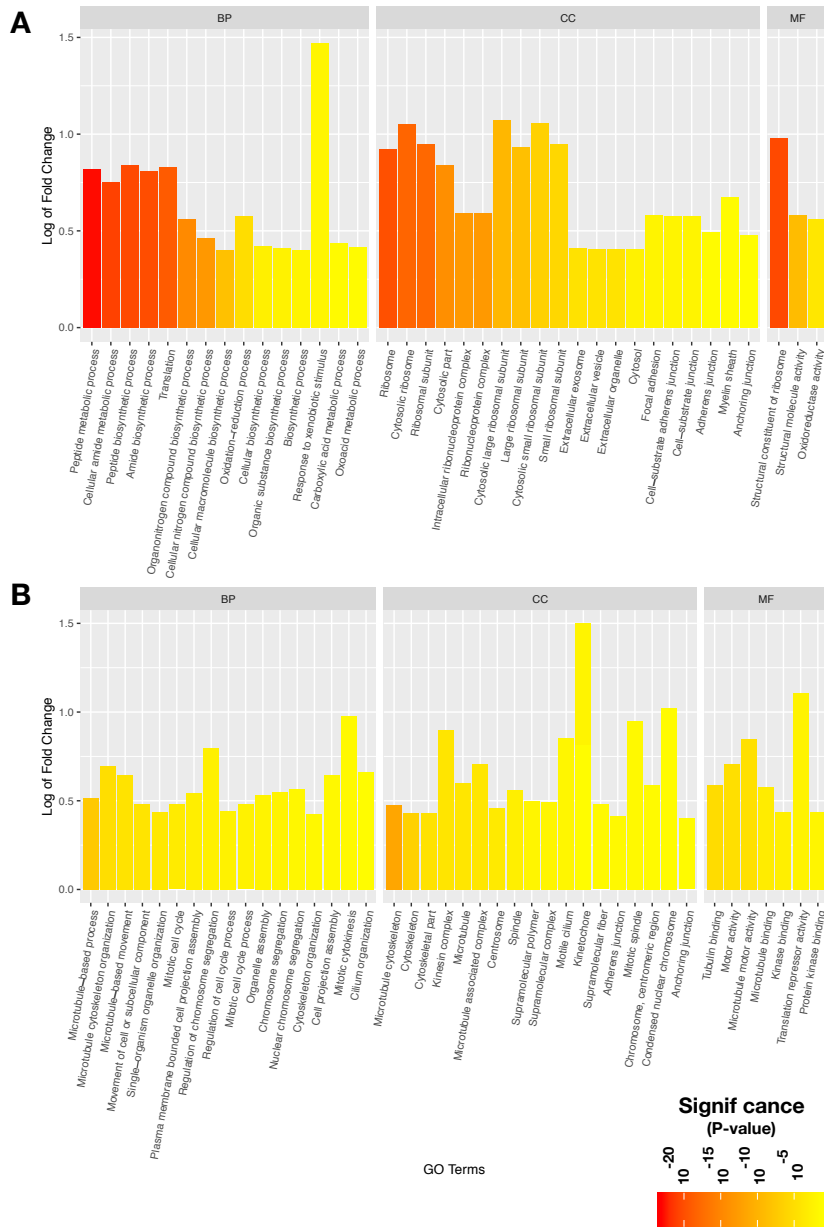 A
BP
CC
MF
Log of Fold Change
1.5
1.0
0.5
0.0
Peptide metabolic process
Cellular amide metabolic process
Peptide biosynthetic process
Amide biosynthetic process
Translation
Organonitrogen compound biosynthetic process
Cellular nitrogen compound biosynthetic process
Cellular macromolecule biosynthetic process
Oxidation−reduction process
Cellular biosynthetic process
Organic substance biosynthetic process
Biosynthetic process
Response to xenobiotic stimulus
Carboxylic acid metabolic process
Oxoacid metabolic process
Ribosome
Cytosolic ribosome
Ribosomal subunit
Cytosolic part
Intracellular ribonucleoprotein complex
Ribonucleoprotein complex
Cytosolic large ribosomal subunit
Large ribosomal subunit
Cytosolic small ribosomal subunit
Small ribosomal subunit
Extracellular exosome
Extracellular vesicle
Extracellular organelle
Cytosol
Focal adhesion
Cell−substrate adherens junction
Cell−substrate junction
Adherens junction
Myelin sheath
Anchoring junction
Structural constituent of ribosome
Structural molecule activity
Oxidoreductase activity
B
BP
CC
MF
Log of Fold Change
1.5
1.0
0.5
0.0
Microtubule−based process
Microtubule cytoskeleton organization
Microtubule−based movement
Movement of cell or subcellular component
Single−organism organelle organization
Mitotic cell cycle
Plasma membrane bounded cell projection assembly
Regulation of chromosome segregation
Regulation of cell cycle process
Mitotic cell cycle process
Organelle assembly
Chromosome segregation
Nuclear chromosome segregation
Cytoskeleton organization
Cell projection assembly
Mitotic cytokinesis
Cilium organization
Microtubule cytoskeleton
Cytoskeleton
Cytoskeletal part
Kinesin complex
Microtubule
Microtubule associated complex
Centrosome
Spindle
Supramolecular polymer
Supramolecular complex
Motile cilium
Kinetochore
Supramolecular fiber
Adherens junction
Mitotic spindle
Chromosome, centromeric region
Condensed nuclear chromosome
Anchoring junction
Tubulin binding
Motor activity
Microtubule motor activity
Microtubule binding
Kinase binding
Translation repressor activity
Protein kinase binding
GO Terms
Signif cance
(P-value)
10-20
10-15
10-10
10-5